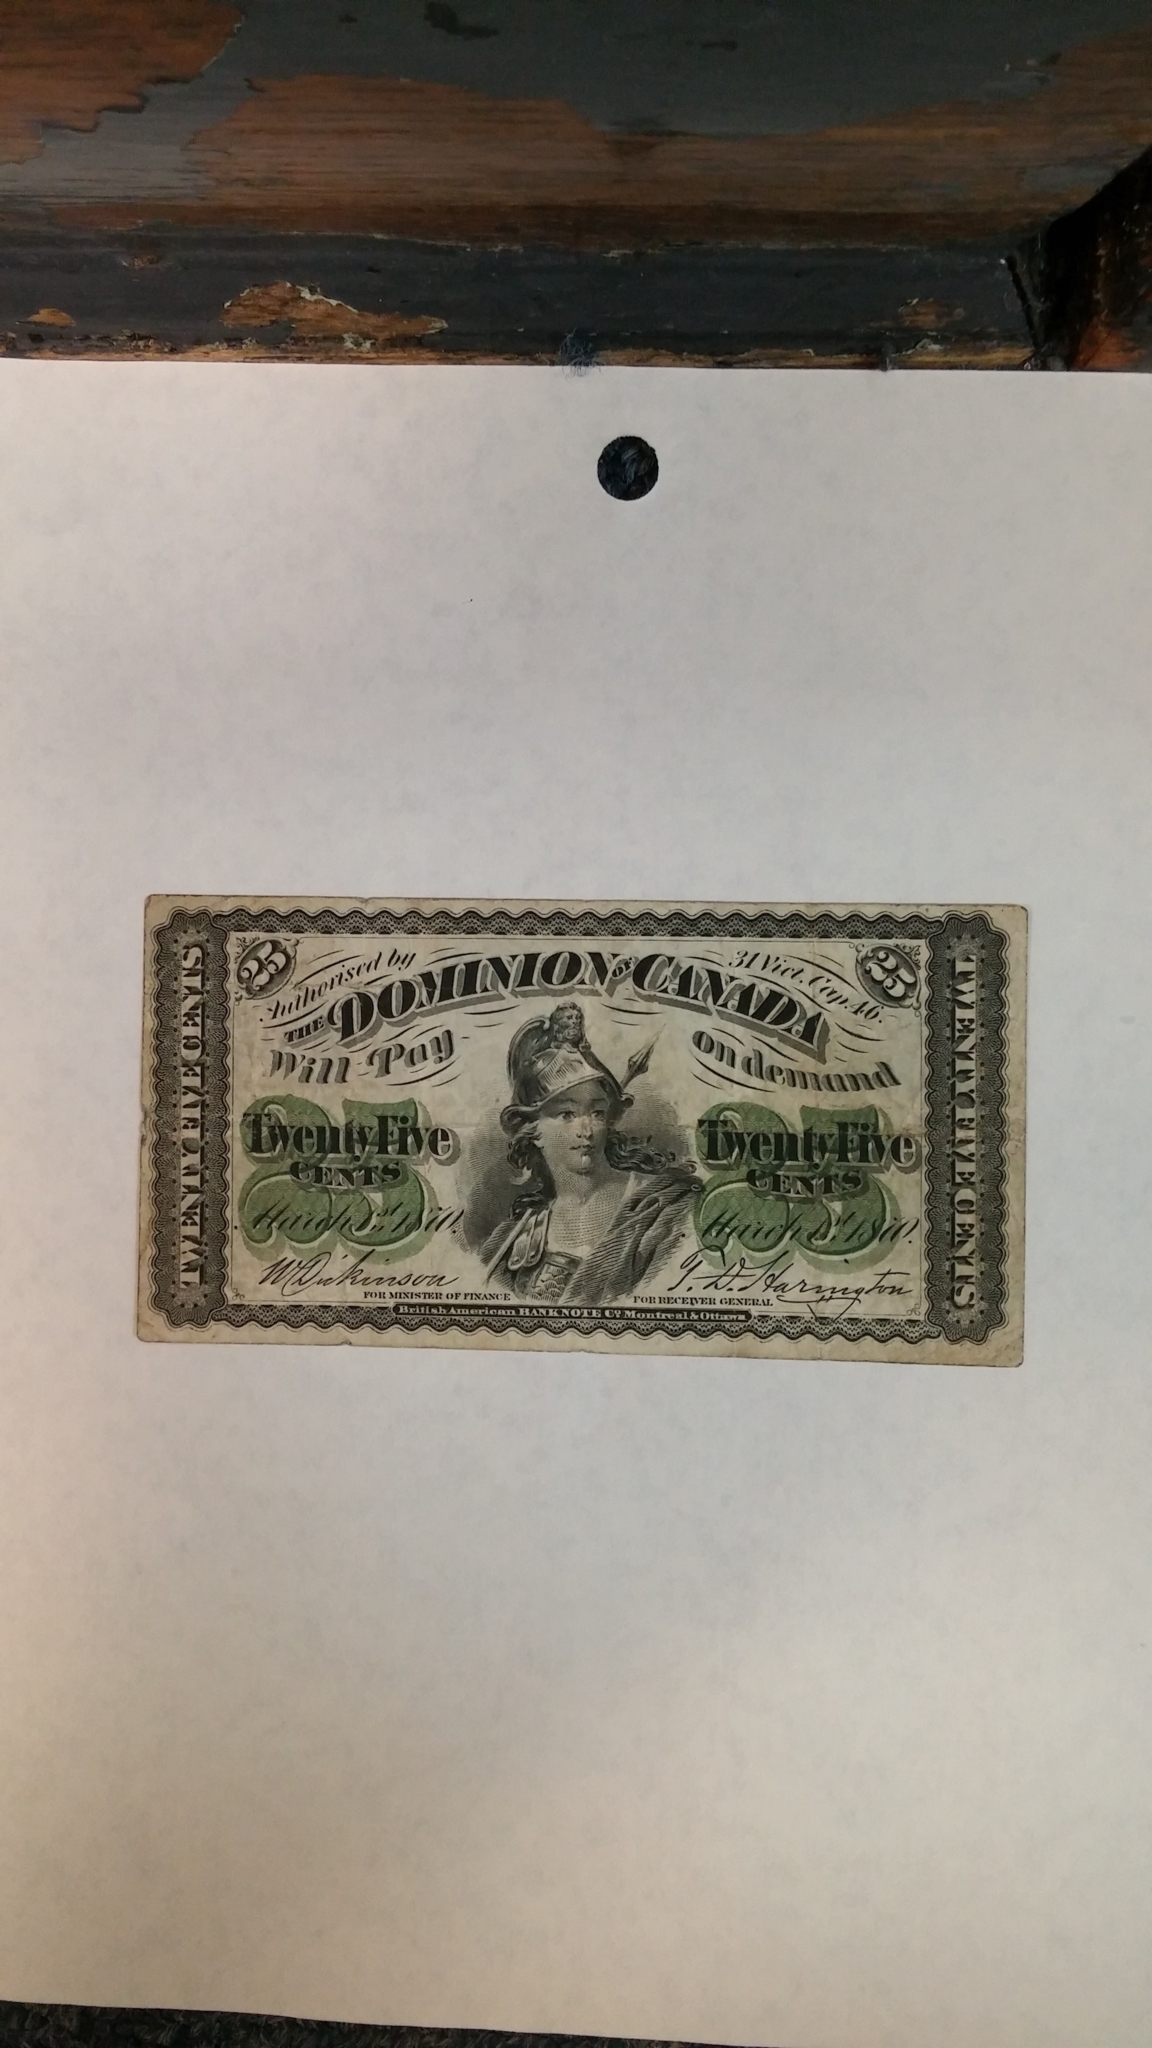 25 Authorised by 31 Vict. Cap. 46. 25
THE DOMINION OF CANADA
Will Pay on demand
TWENTY FIVE CENTS
TWENTY FIVE CENTS
25 25
Twenty Five Twenty Five
CENTS CENTS
March 1st 1870. March 1st, 1870.
W Dickinson T. D. Harington
FOR MINISTER OF FINANCE FOR RECEIVER GENERAL
British American BANK NOTE Co Montreal & Ottawa